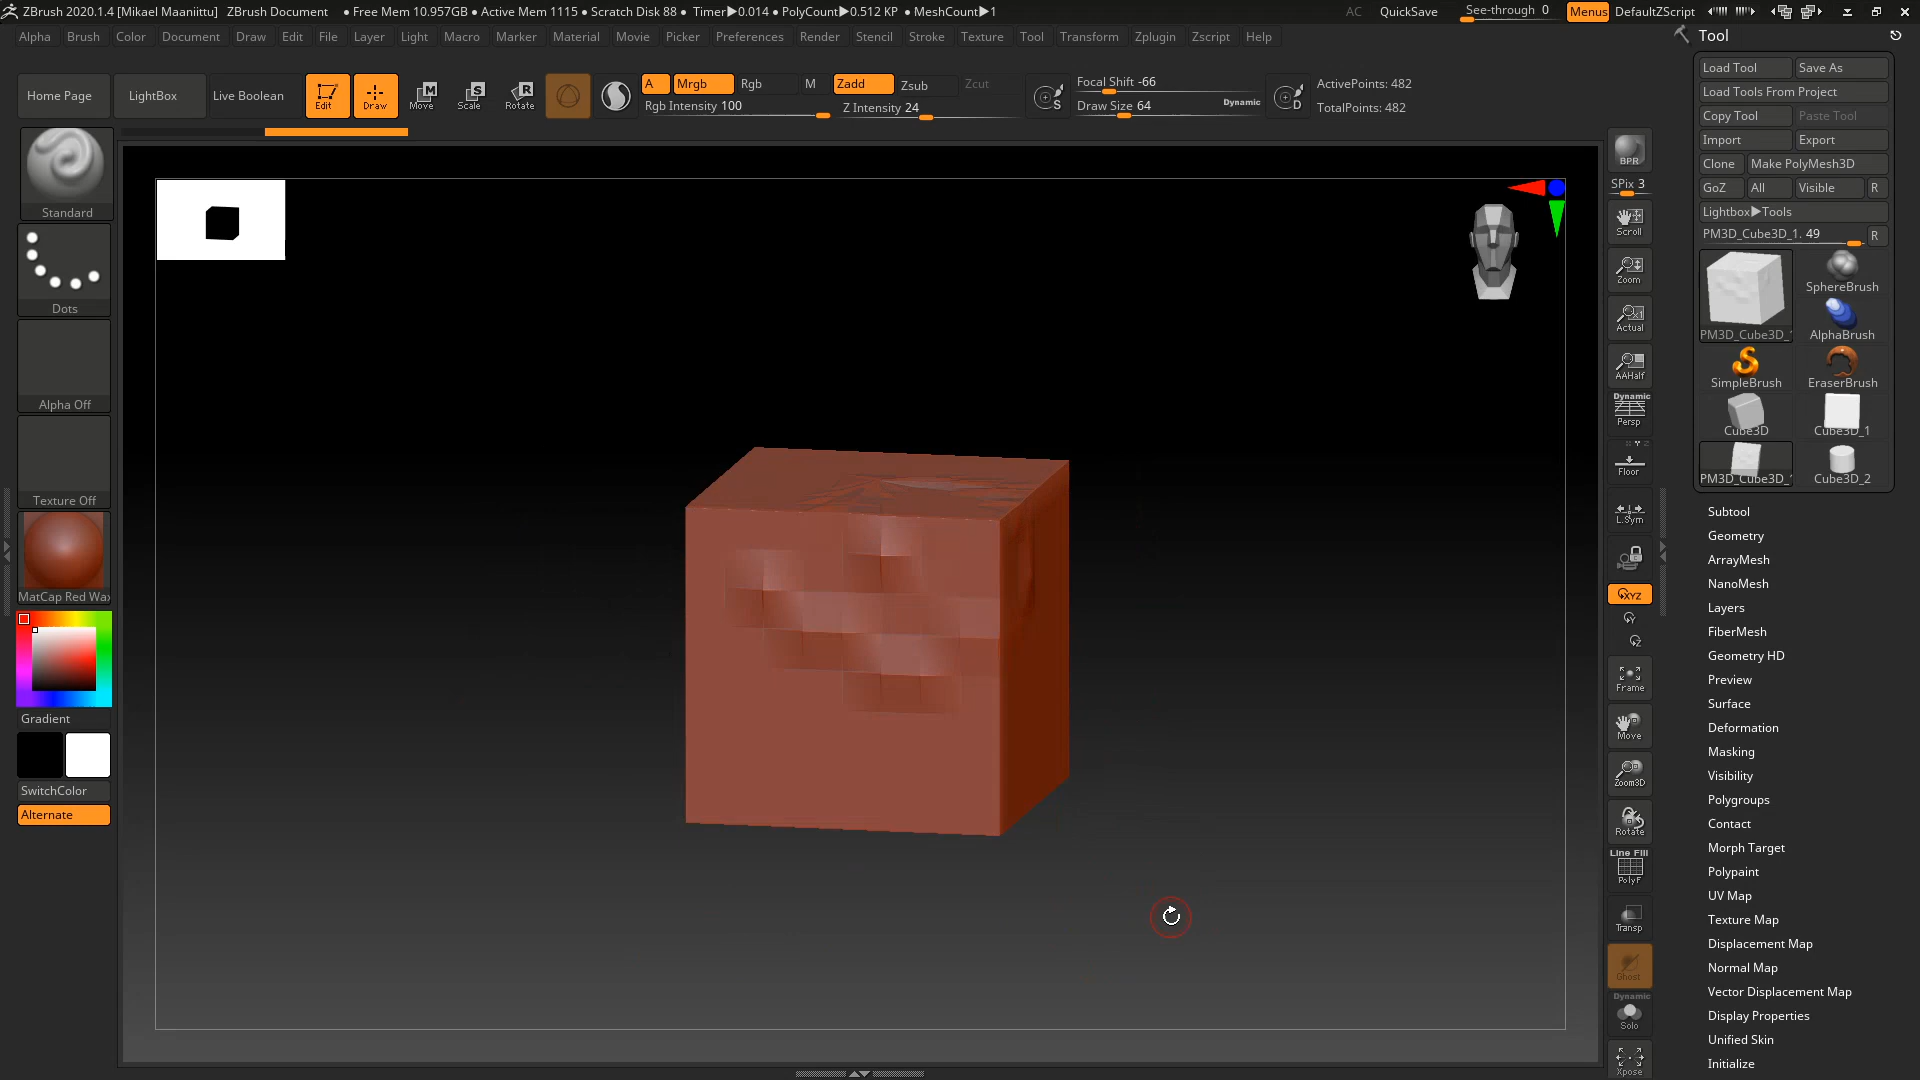 ZBrush 2020.1.4 [Mikael Maaniittu] ZBrush Document • Free Mem 10.957GB • Active Mem 1115 • Scratch Disk 88 • Timer▶0.014 • PolyCount▶0.512 KP • MeshCount▶1 AC QuickSave See-through 0 Menus DefaultZScript
Alpha Brush Color Document Draw Edit File Layer Light Macro Marker Material Movie Picker Preferences Render Stencil Stroke Texture Tool Transform Zplugin Zscript Help
Home Page LightBox Live Boolean Edit Draw Move Scale Rotate
A Mrgb Rgb M Zadd Zsub Zcut
Rgb Intensity 100 Z Intensity 24
Focal Shift -66
Draw Size 64 Dynamic
S D
ActivePoints: 482
TotalPoints: 482
Standard
Dots
Alpha Off
Texture Off
MatCap Red Wax
Gradient
SwitchColor
Alternate
BPR
SPix 3
Scroll
Zoom
Actual
AAHalf
Dynamic
Persp
Floor
L.Sym
XYZ
Y
Z
Frame
Move
Zoom3D
Rotate
Line Fill
PolyF
Transp
Ghost
Dynamic
Solo
Xpose
Tool
Load Tool Save As
Load Tools From Project
Copy Tool Paste Tool
Import Export
Clone Make PolyMesh3D
GoZ All Visible R
Lightbox▶Tools
PM3D_Cube3D_1. 49 R
SphereBrush
PM3D_Cube3D_1 AlphaBrush
SimpleBrush EraserBrush
Cube3D Cube3D_1
PM3D_Cube3D_1 Cube3D_2
Subtool
Geometry
ArrayMesh
NanoMesh
Layers
FiberMesh
Geometry HD
Preview
Surface
Deformation
Masking
Visibility
Polygroups
Contact
Morph Target
Polypaint
UV Map
Texture Map
Displacement Map
Normal Map
Vector Displacement Map
Display Properties
Unified Skin
Initialize